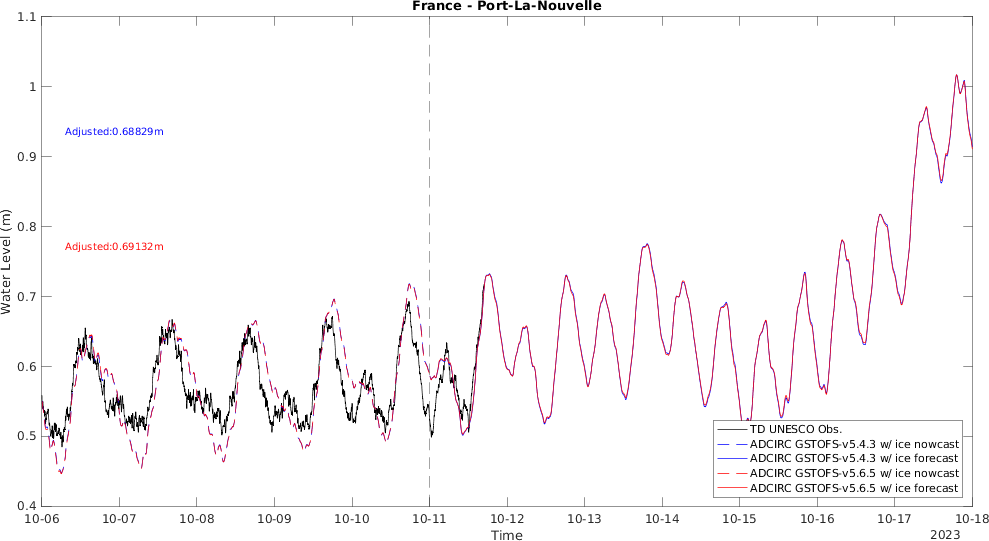 France - Port-La-Nouvelle
1.1
1
0.9
0.8
0.7
0.6
0.5
0.4
Water Level (m)
Adjusted:0.68829m
Adjusted:0.69132m
TD UNESCO Obs.
ADCIRC GSTOFS-v5.4.3 w/ ice nowcast
ADCIRC GSTOFS-v5.4.3 w/ ice forecast
ADCIRC GSTOFS-v5.6.5 w/ ice nowcast
ADCIRC GSTOFS-v5.6.5 w/ ice forecast
10-06 10-07 10-08 10-09 10-10 10-11 10-12 10-13 10-14 10-15 10-16 10-17 10-18
Time
2023